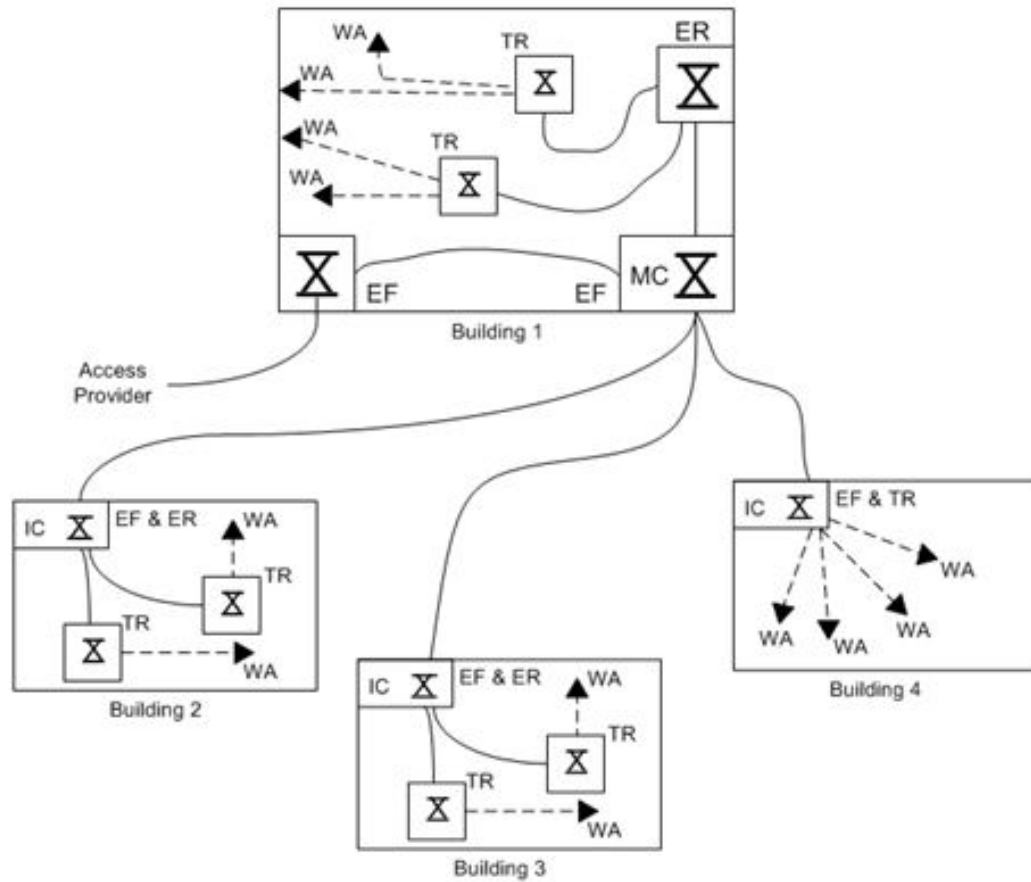 ER
WA
TR
WA
WA
TR
WA
MC
EF
EF
Building 1
Access
Provider
IC
EF & ER
WA
TR
TR
WA
Building 2
IC
EF & TR
WA
WA
WA
WA
Building 4
IC
EF & ER
WA
TR
TR
WA
Building 3